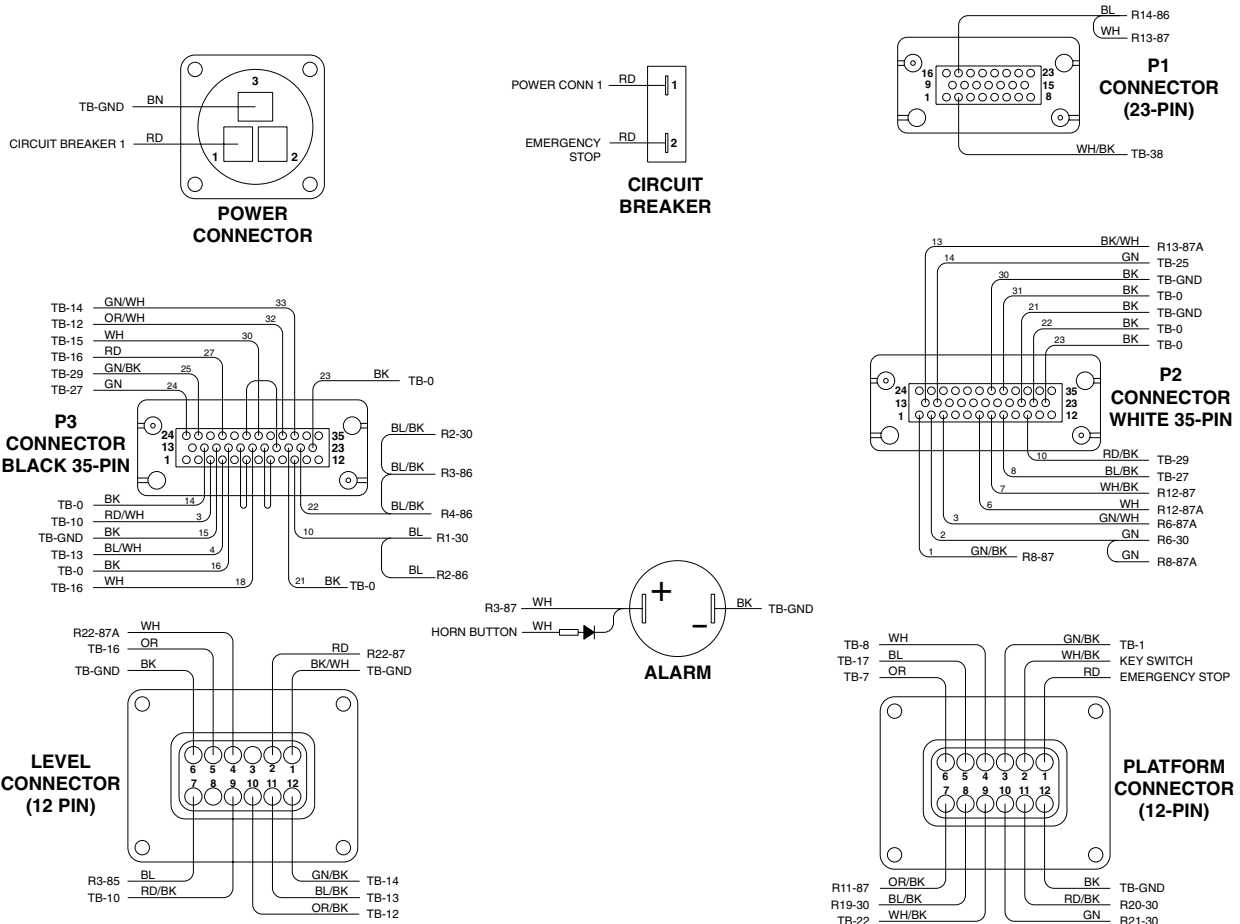 3
TB-GND BN
CIRCUIT BREAKER 1 RD
1 2
POWER
CONNECTOR
POWER CONN 1 RD 1
EMERGENCY
STOP RD 2
CIRCUIT
BREAKER
BL R14-86
WH R13-87
16 23
9 15
1 8
P1
CONNECTOR
(23-PIN)
WH/BK TB-38
TB-14 GN/WH 33
TB-12 OR/WH 32
TB-15 WH 30
TB-16 RD 27
TB-29 GN/BK 25
TB-27 GN 24
23 BK TB-0
P3
CONNECTOR
BLACK 35-PIN
24 35
13 23
1 12
BL/BK R2-30
BL/BK R3-86
22 BL/BK R4-86
10 BL R1-30
BL R2-86
TB-0 BK 14
TB-10 RD/WH 3
TB-GND BK 15
TB-13 BL/WH 4
TB-0 BK 16
TB-16 WH 18
21 BK TB-0
13 BK/WH R13-87A
14 GN TB-25
30 BK TB-GND
31 BK TB-0
21 BK TB-GND
22 BK TB-0
23 BK TB-0
24 35
13 23
1 12
P2
CONNECTOR
WHITE 35-PIN
10 RD/BK TB-29
8 BL/BK TB-27
7 WH/BK R12-87
6 WH R12-87A
3 GN/WH R6-87A
2 GN R6-30
1 GN/BK R8-87
GN R8-87A
R3-87 WH
HORN BUTTON WH
+ −
BK TB-GND
ALARM
R22-87A WH
TB-16 OR
TB-GND BK
RD R22-87
BK/WH TB-GND
LEVEL
CONNECTOR
(12 PIN)
6 5 4 3 2 1
7 8 9 10 11 12
R3-85 BL
TB-10 RD/BK
GN/BK TB-14
BL/BK TB-13
OR/BK TB-12
TB-8 WH
TB-17 BL
TB-7 OR
GN/BK TB-1
WH/BK KEY SWITCH
RD EMERGENCY STOP
6 5 4 3 2 1
7 8 9 10 11 12
PLATFORM
CONNECTOR
(12-PIN)
R11-87 OR/BK
R19-30 BL/BK
TB-22 WH/BK
BK TB-GND
RD/BK R20-30
GN R21-30